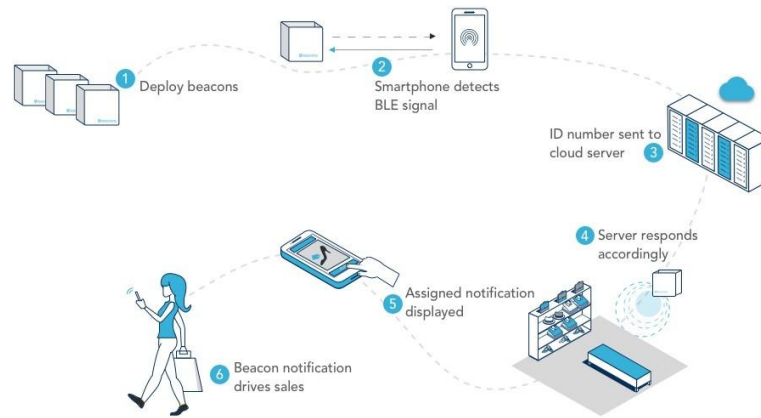 1 Deploy beacons
2 Smartphone detects
BLE signal
ID number sent to
cloud server 3
4 Server responds
accordingly
5 Assigned notification
displayed
6 Beacon notification
drives sales